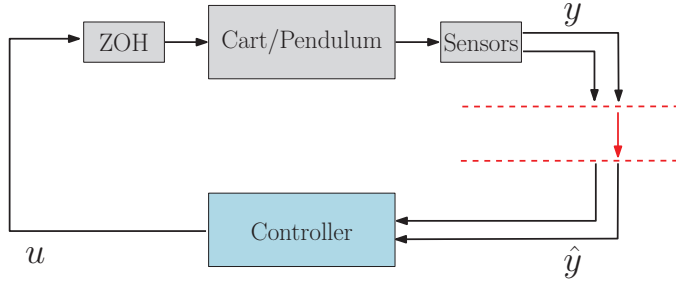 y
ZOH
Cart/Pendulum
Sensors
Controller
u
ŷ